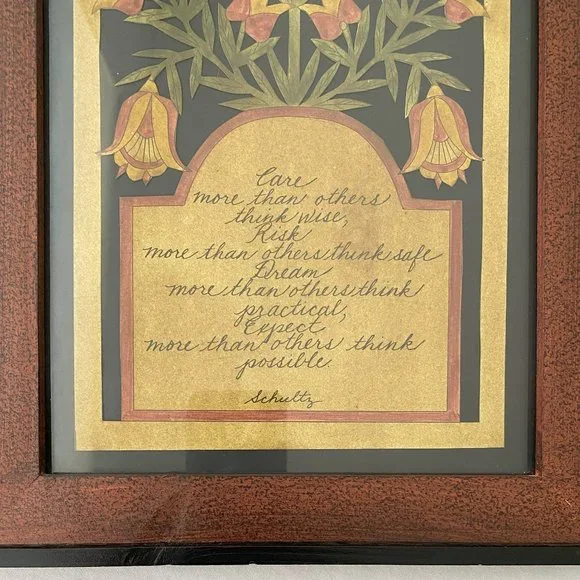 Care
more than others
think wise,
Risk
more than others think safe
Dream
more than others think
practical,
Expect
more than others think
possible.
Schultz